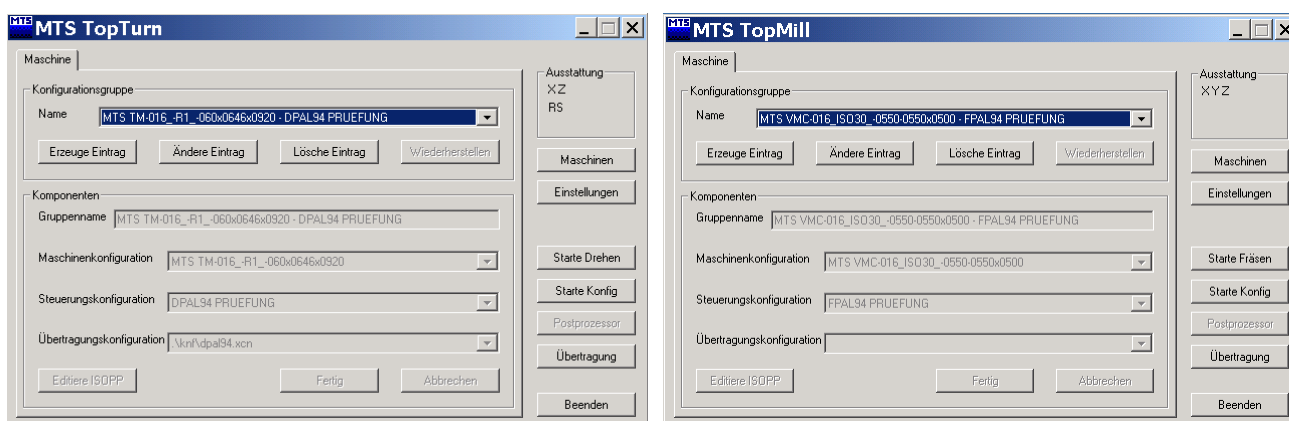 MTS MTS TopTurn
Maschine
Konfigurationsgruppe
Name MTS TM-016_-R1_-060x0646x0920 - DPAL94 PRUEFUNG
Erzeuge Eintrag Ändere Eintrag Lösche Eintrag Wiederherstellen
Komponenten
Gruppenname MTS TM-016_-R1_-060x0646x0920 - DPAL94 PRUEFUNG
Maschinenkonfiguration MTS TM-016_-R1_-060x0646x0920
Steuerungskonfiguration DPAL94 PRUEFUNG
Übertragungskonfiguration .\knf\dpal94.xcn
Editiere ISOPP Fertig Abbrechen
Ausstattung
XZ
RS
Maschinen
Einstellungen
Starte Drehen
Starte Konfig
Postprozessor
Übertragung
Beenden
MTS MTS TopMill
Maschine
Konfigurationsgruppe
Name MTS VMC-016_ISO30_-0550-0550x0500 - FPAL94 PRUEFUNG
Erzeuge Eintrag Ändere Eintrag Lösche Eintrag Wiederherstellen
Komponenten
Gruppenname MTS VMC-016_ISO30_-0550-0550x0500 - FPAL94 PRUEFUNG
Maschinenkonfiguration MTS VMC-016_ISO30_-0550-0550x0500
Steuerungskonfiguration FPAL94 PRUEFUNG
Übertragungskonfiguration
Editiere ISOPP Fertig Abbrechen
Ausstattung
XYZ
Maschinen
Einstellungen
Starte Fräsen
Starte Konfig
Postprozessor
Übertragung
Beenden